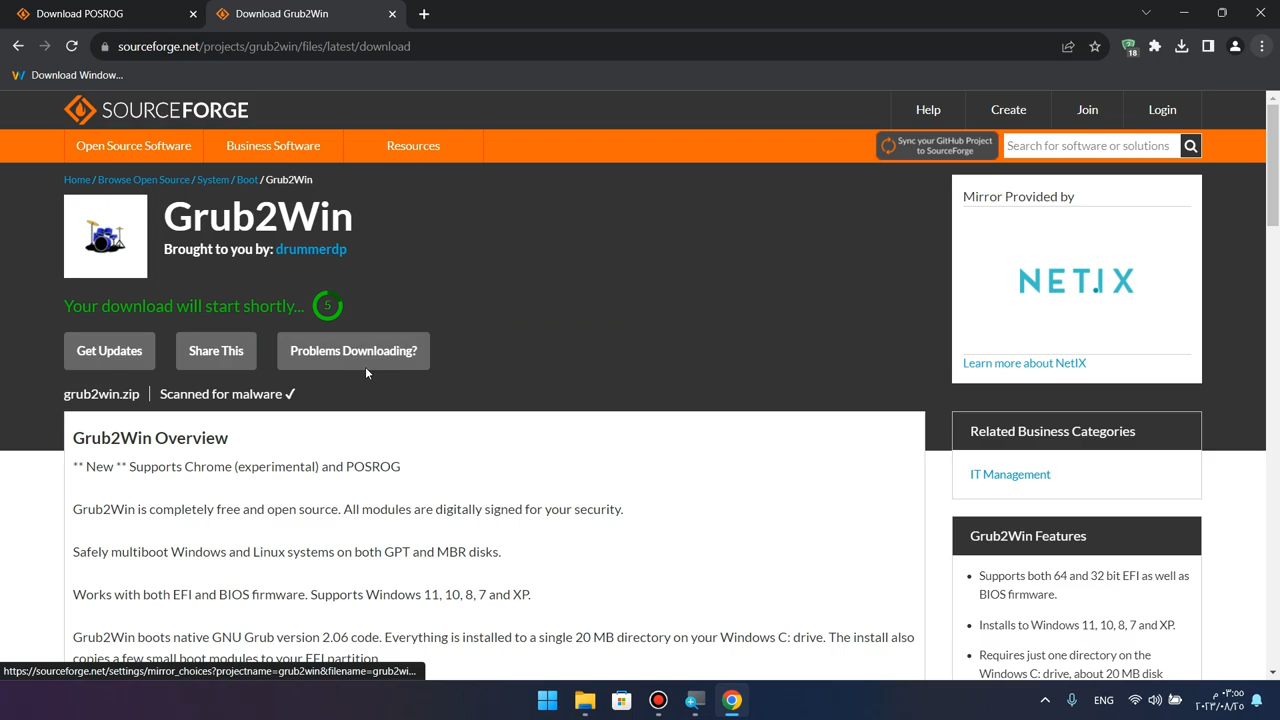 Download POSROG
Download Grub2Win
sourceforge.net/projects/grub2win/files/latest/download
18
Download Window...
SOURCEFORGE
Help
Create
Join
Login
Open Source Software
Business Software
Resources
Sync your GitHub Project
to SourceForge
Search for software or solutions
Home / Browse Open Source / System / Boot / Grub2Win
Grub2Win
Brought to you by: drummerdp
Your download will start shortly...
5
Get Updates
Share This
Problems Downloading?
grub2win.zip
Scanned for malware ✓
Mirror Provided by
NETIX
Learn more about NetIX
Grub2Win Overview
** New ** Supports Chrome (experimental) and POSROG
Grub2Win is completely free and open source. All modules are digitally signed for your security.
Safely multiboot Windows and Linux systems on both GPT and MBR disks.
Works with both EFI and BIOS firmware. Supports Windows 11, 10, 8, 7 and XP.
Grub2Win boots native GNU Grub version 2.06 code. Everything is installed to a single 20 MB directory on your Windows C: drive. The install also
copies a few small boot modules to your EFI partition.
Related Business Categories
IT Management
Grub2Win Features
Supports both 64 and 32 bit EFI as well as
BIOS firmware.
Installs to Windows 11, 10, 8, 7 and XP.
Requires just one directory on the
Windows C: drive, about 20 MB disk
https://sourceforge.net/settings/mirror_choices?projectname=grub2win&filename=grub2wi...
ENG
٠٣:٥٥ م
٢٠٢٣/٠٨/٢٥